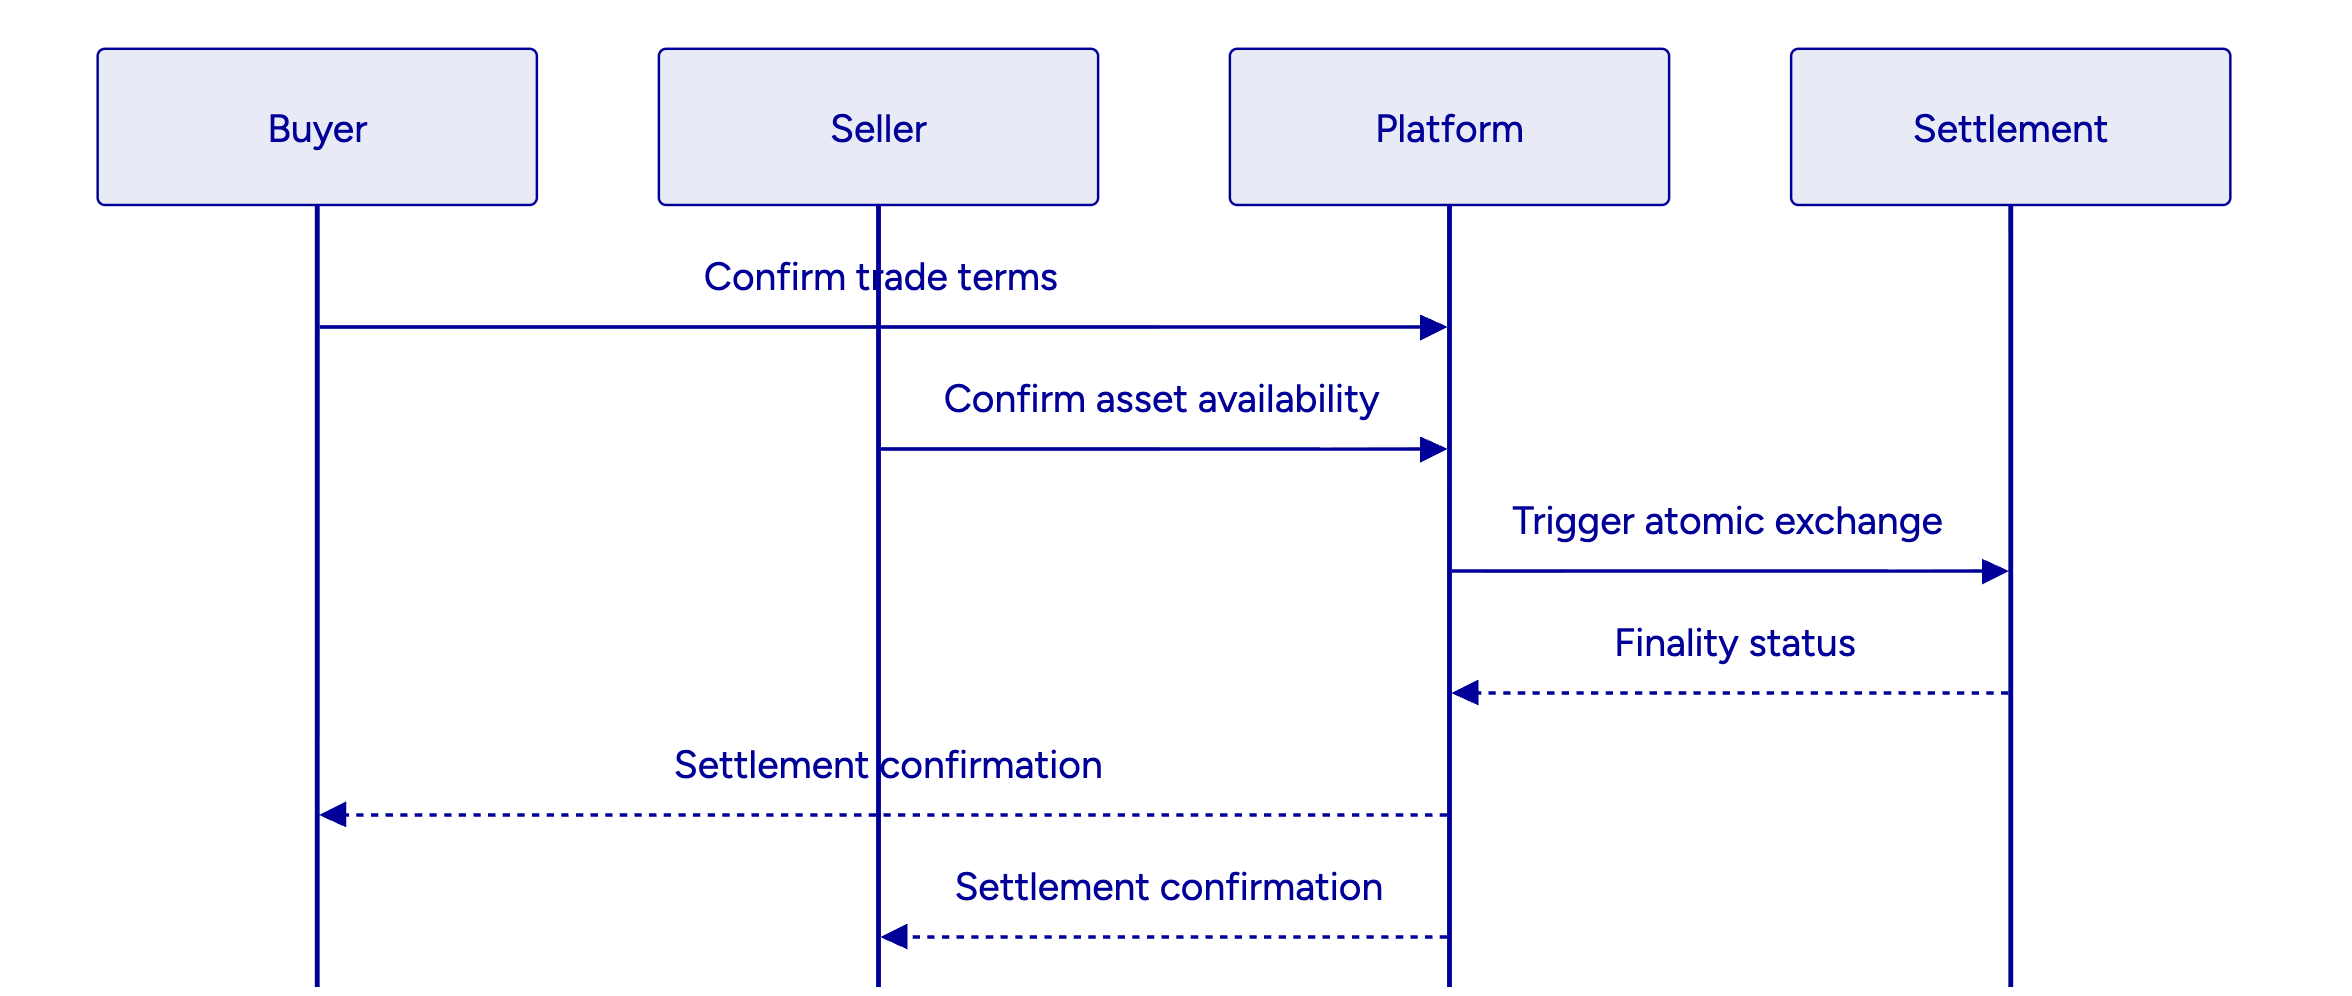 Buyer
Seller
Platform
Settlement
Confirm trade terms
Confirm asset availability
Trigger atomic exchange
Finality status
Settlement confirmation
Settlement confirmation